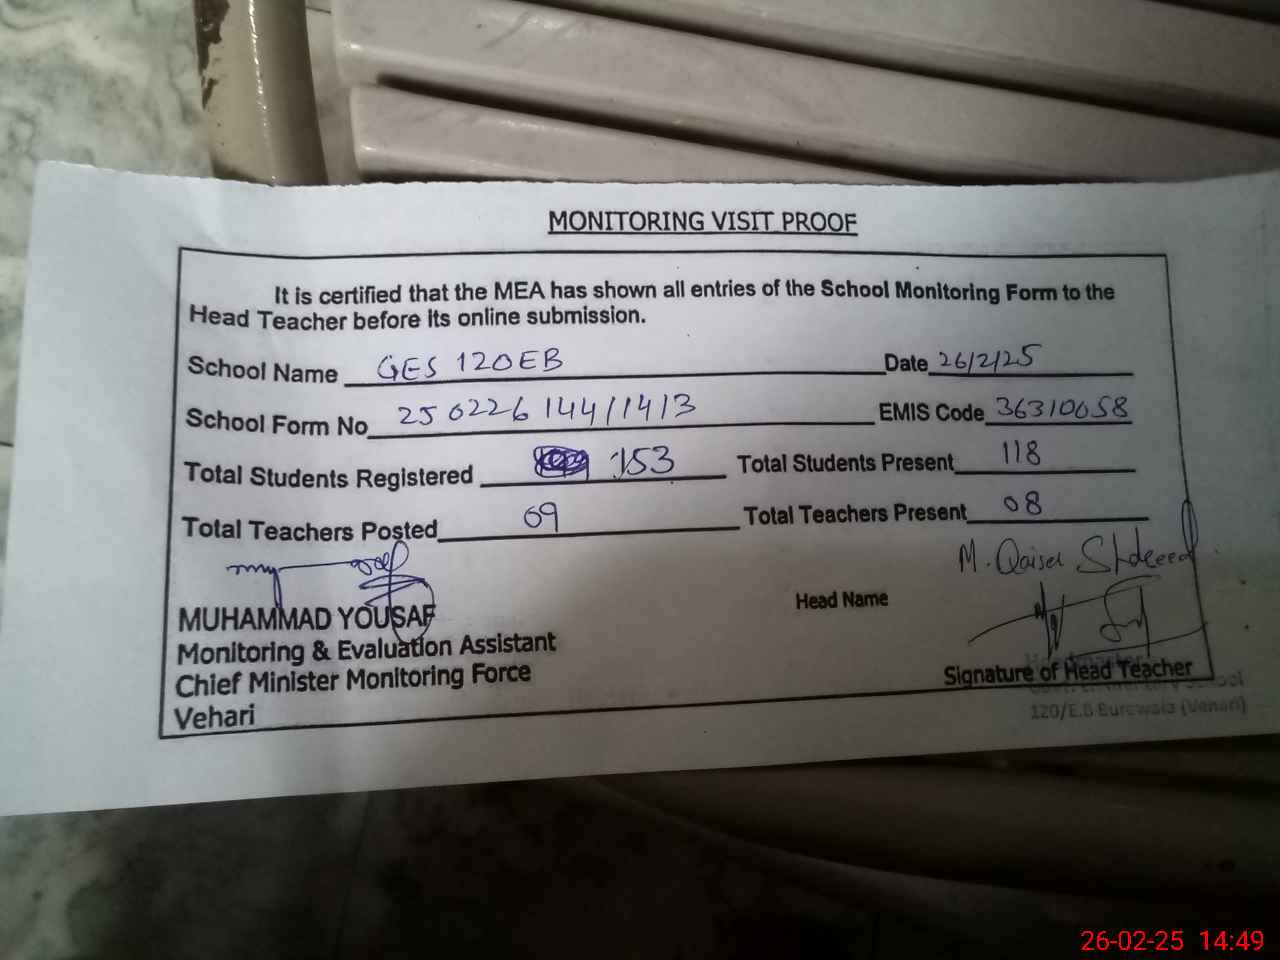 MONITORING VISIT PROOF
It is certified that the MEA has shown all entries of the School Monitoring Form to the
Head Teacher before its online submission.
School Name GES 120EB Date 26/2/25
School Form No 250226144/1413 EMIS Code 36310058
Total Students Registered 153 Total Students Present 118
Total Teachers Posted 09 Total Teachers Present 08
M. Qaiser
MUHAMMAD YOUSAF Head Name
Monitoring & Evaluation Assistant
Chief Minister Monitoring Force Signature of Head Teacher
Vehari 120/E.B Burewala (Vehari)
26-02-25 14:49